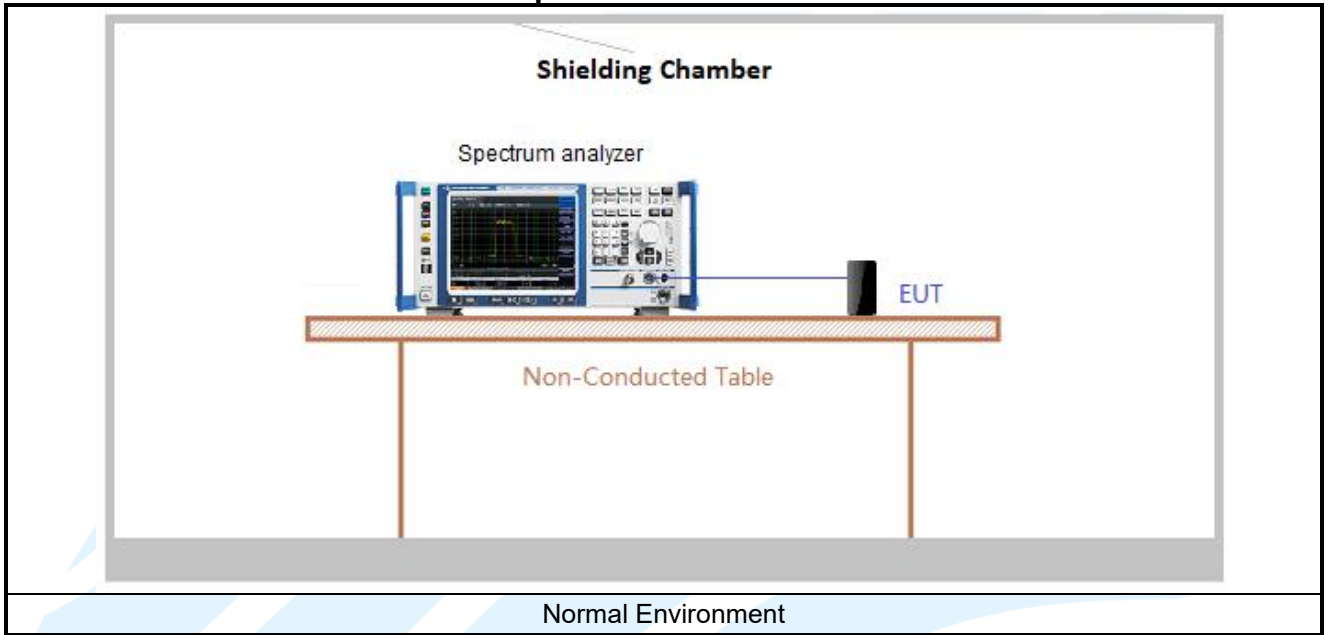 Shielding Chamber
Spectrum analyzer
EUT
Non-Conducted Table
Normal Environment